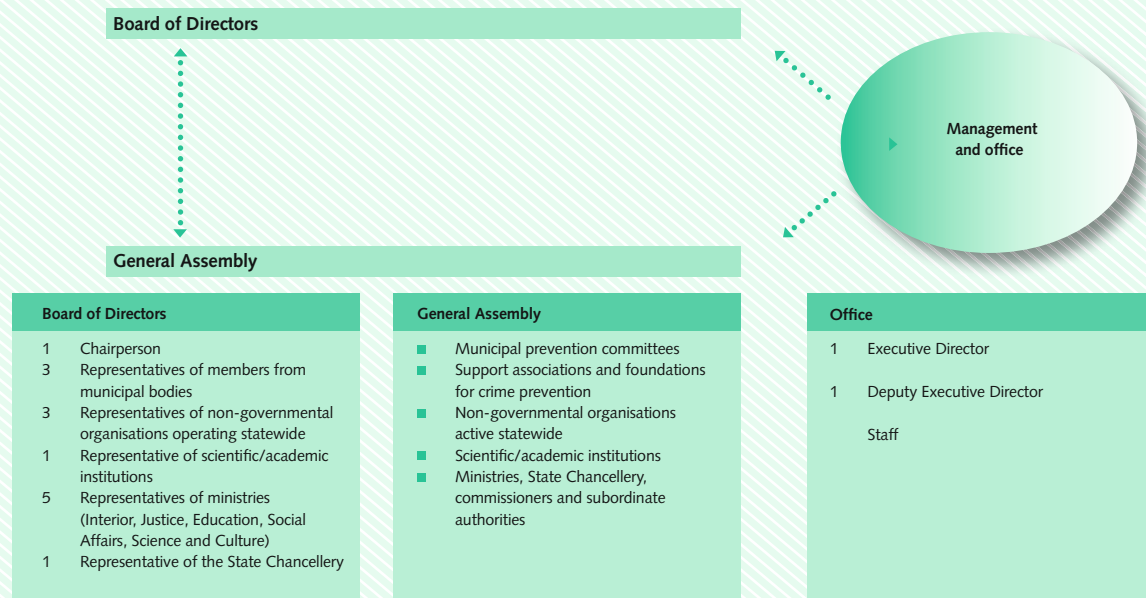 Board of Directors
Management
and office
General Assembly
Board of Directors
1 Chairperson
3 Representatives of members from
municipal bodies
3 Representatives of non-governmental
organisations operating statewide
1 Representative of scientific/academic
institutions
5 Representatives of ministries
(Interior, Justice, Education, Social
Affairs, Science and Culture)
1 Representative of the State Chancellery
General Assembly
Municipal prevention committees
Support associations and foundations
for crime prevention
Non-governmental organisations
active statewide
Scientific/academic institutions
Ministries, State Chancellery,
commissioners and subordinate
authorities
Office
1 Executive Director
1 Deputy Executive Director
Staff